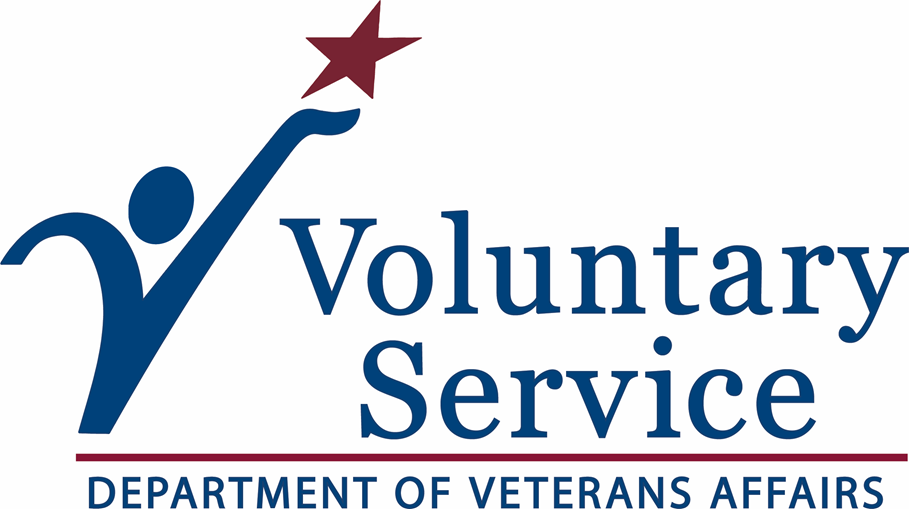 Voluntary
Service
DEPARTMENT OF VETERANS AFFAIRS